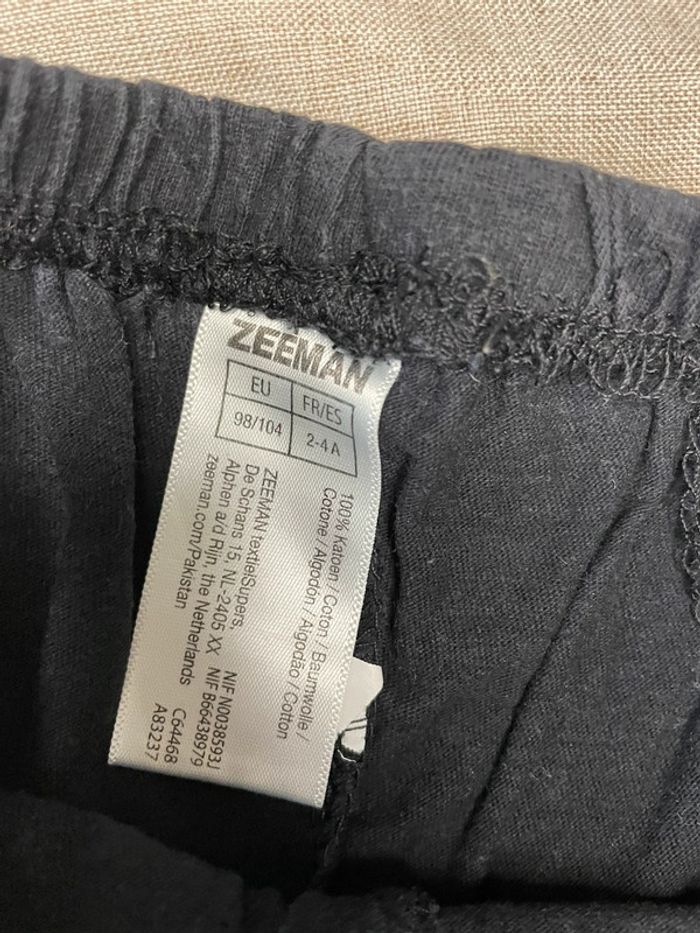 ZEEMAN
EU FR/ES
98/104 2-4 A
100% Katoen / Coton / Baumwolle /
Cotone / Algodón / Algodão / Cotton
ZEEMAN textielSupers,
De Schans 15, NL-2405 XX
Alphen a/d Rijn, the Netherlands
zeeman.com/Pakistan
NIF N0038593J
NIF B66438979
C64468
A83237